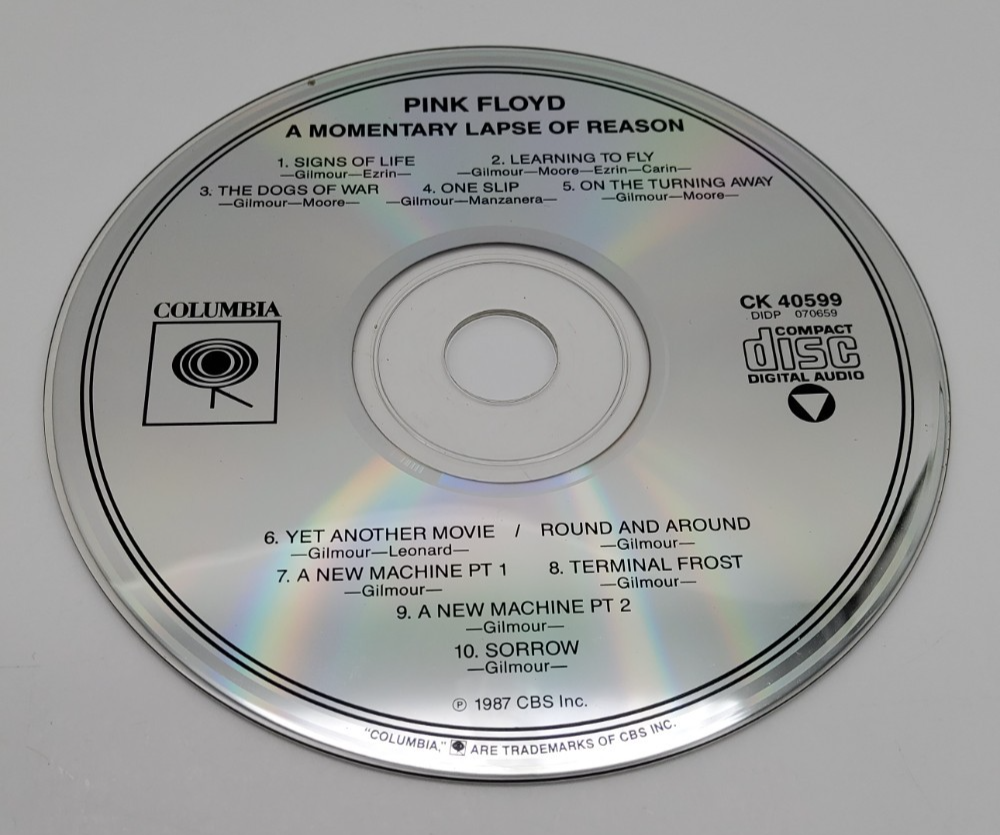 PINK FLOYD
A MOMENTARY LAPSE OF REASON
1. SIGNS OF LIFE 2. LEARNING TO FLY
—Gilmour—Ezrin— —Gilmour—Moore—Ezrin—Carin—
3. THE DOGS OF WAR 4. ONE SLIP 5. ON THE TURNING AWAY
—Gilmour—Moore— —Gilmour—Manzanera— —Gilmour—Moore—
COLUMBIA
CK 40599
DIDP 070659
COMPACT
disc
DIGITAL AUDIO
6. YET ANOTHER MOVIE / ROUND AND AROUND
—Gilmour—Leonard— —Gilmour—
7. A NEW MACHINE PT 1 8. TERMINAL FROST
—Gilmour— —Gilmour—
9. A NEW MACHINE PT 2
—Gilmour—
10. SORROW
—Gilmour—
℗ 1987 CBS Inc.
"COLUMBIA," ARE TRADEMARKS OF CBS INC.